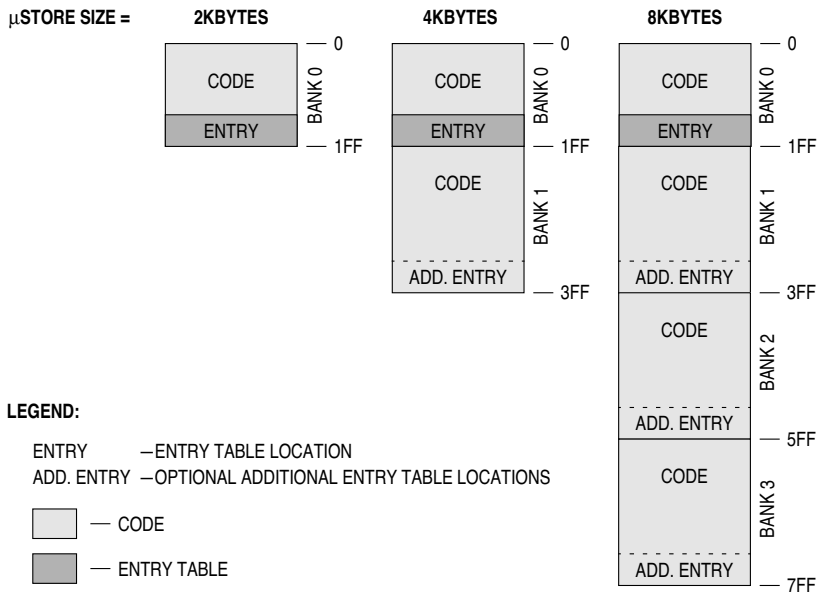 µSTORE SIZE = 2KBYTES 4KBYTES 8KBYTES
0 0 0
CODE BANK 0 CODE BANK 0 CODE BANK 0
ENTRY ENTRY ENTRY
1FF 1FF 1FF
CODE BANK 1 CODE BANK 1
ADD. ENTRY ADD. ENTRY
3FF 3FF
CODE BANK 2
ADD. ENTRY
5FF
CODE BANK 3
ADD. ENTRY
7FF
LEGEND:
ENTRY —ENTRY TABLE LOCATION
ADD. ENTRY —OPTIONAL ADDITIONAL ENTRY TABLE LOCATIONS
— CODE
— ENTRY TABLE